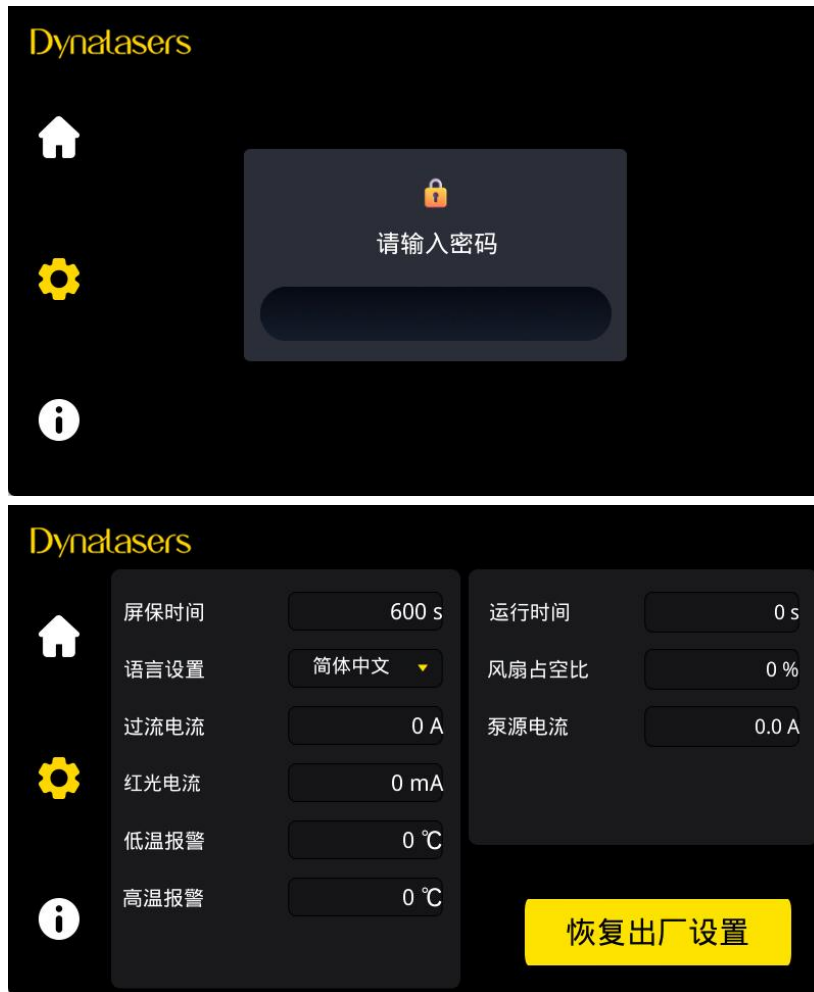 Dynalasers
请输入密码
Dynalasers
屏保时间 600 s
语言设置 简体中文
过流电流 0 A
红光电流 0 mA
低温报警 0 ℃
高温报警 0 ℃
运行时间 0 s
风扇占空比 0 %
泵源电流 0.0 A
恢复出厂设置